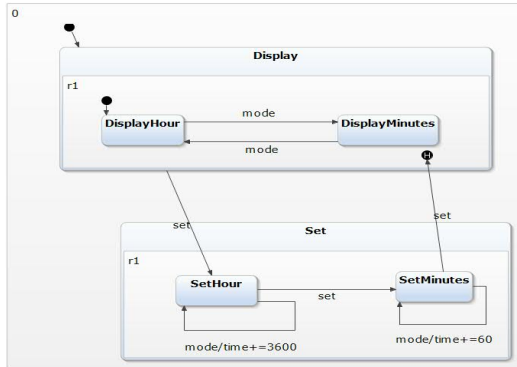 0
Display
r1
mode
DisplayHour
DisplayMinutes
mode
H
set
set
Set
r1
SetHour
SetMinutes
set
mode/time+=3600
mode/time+=60